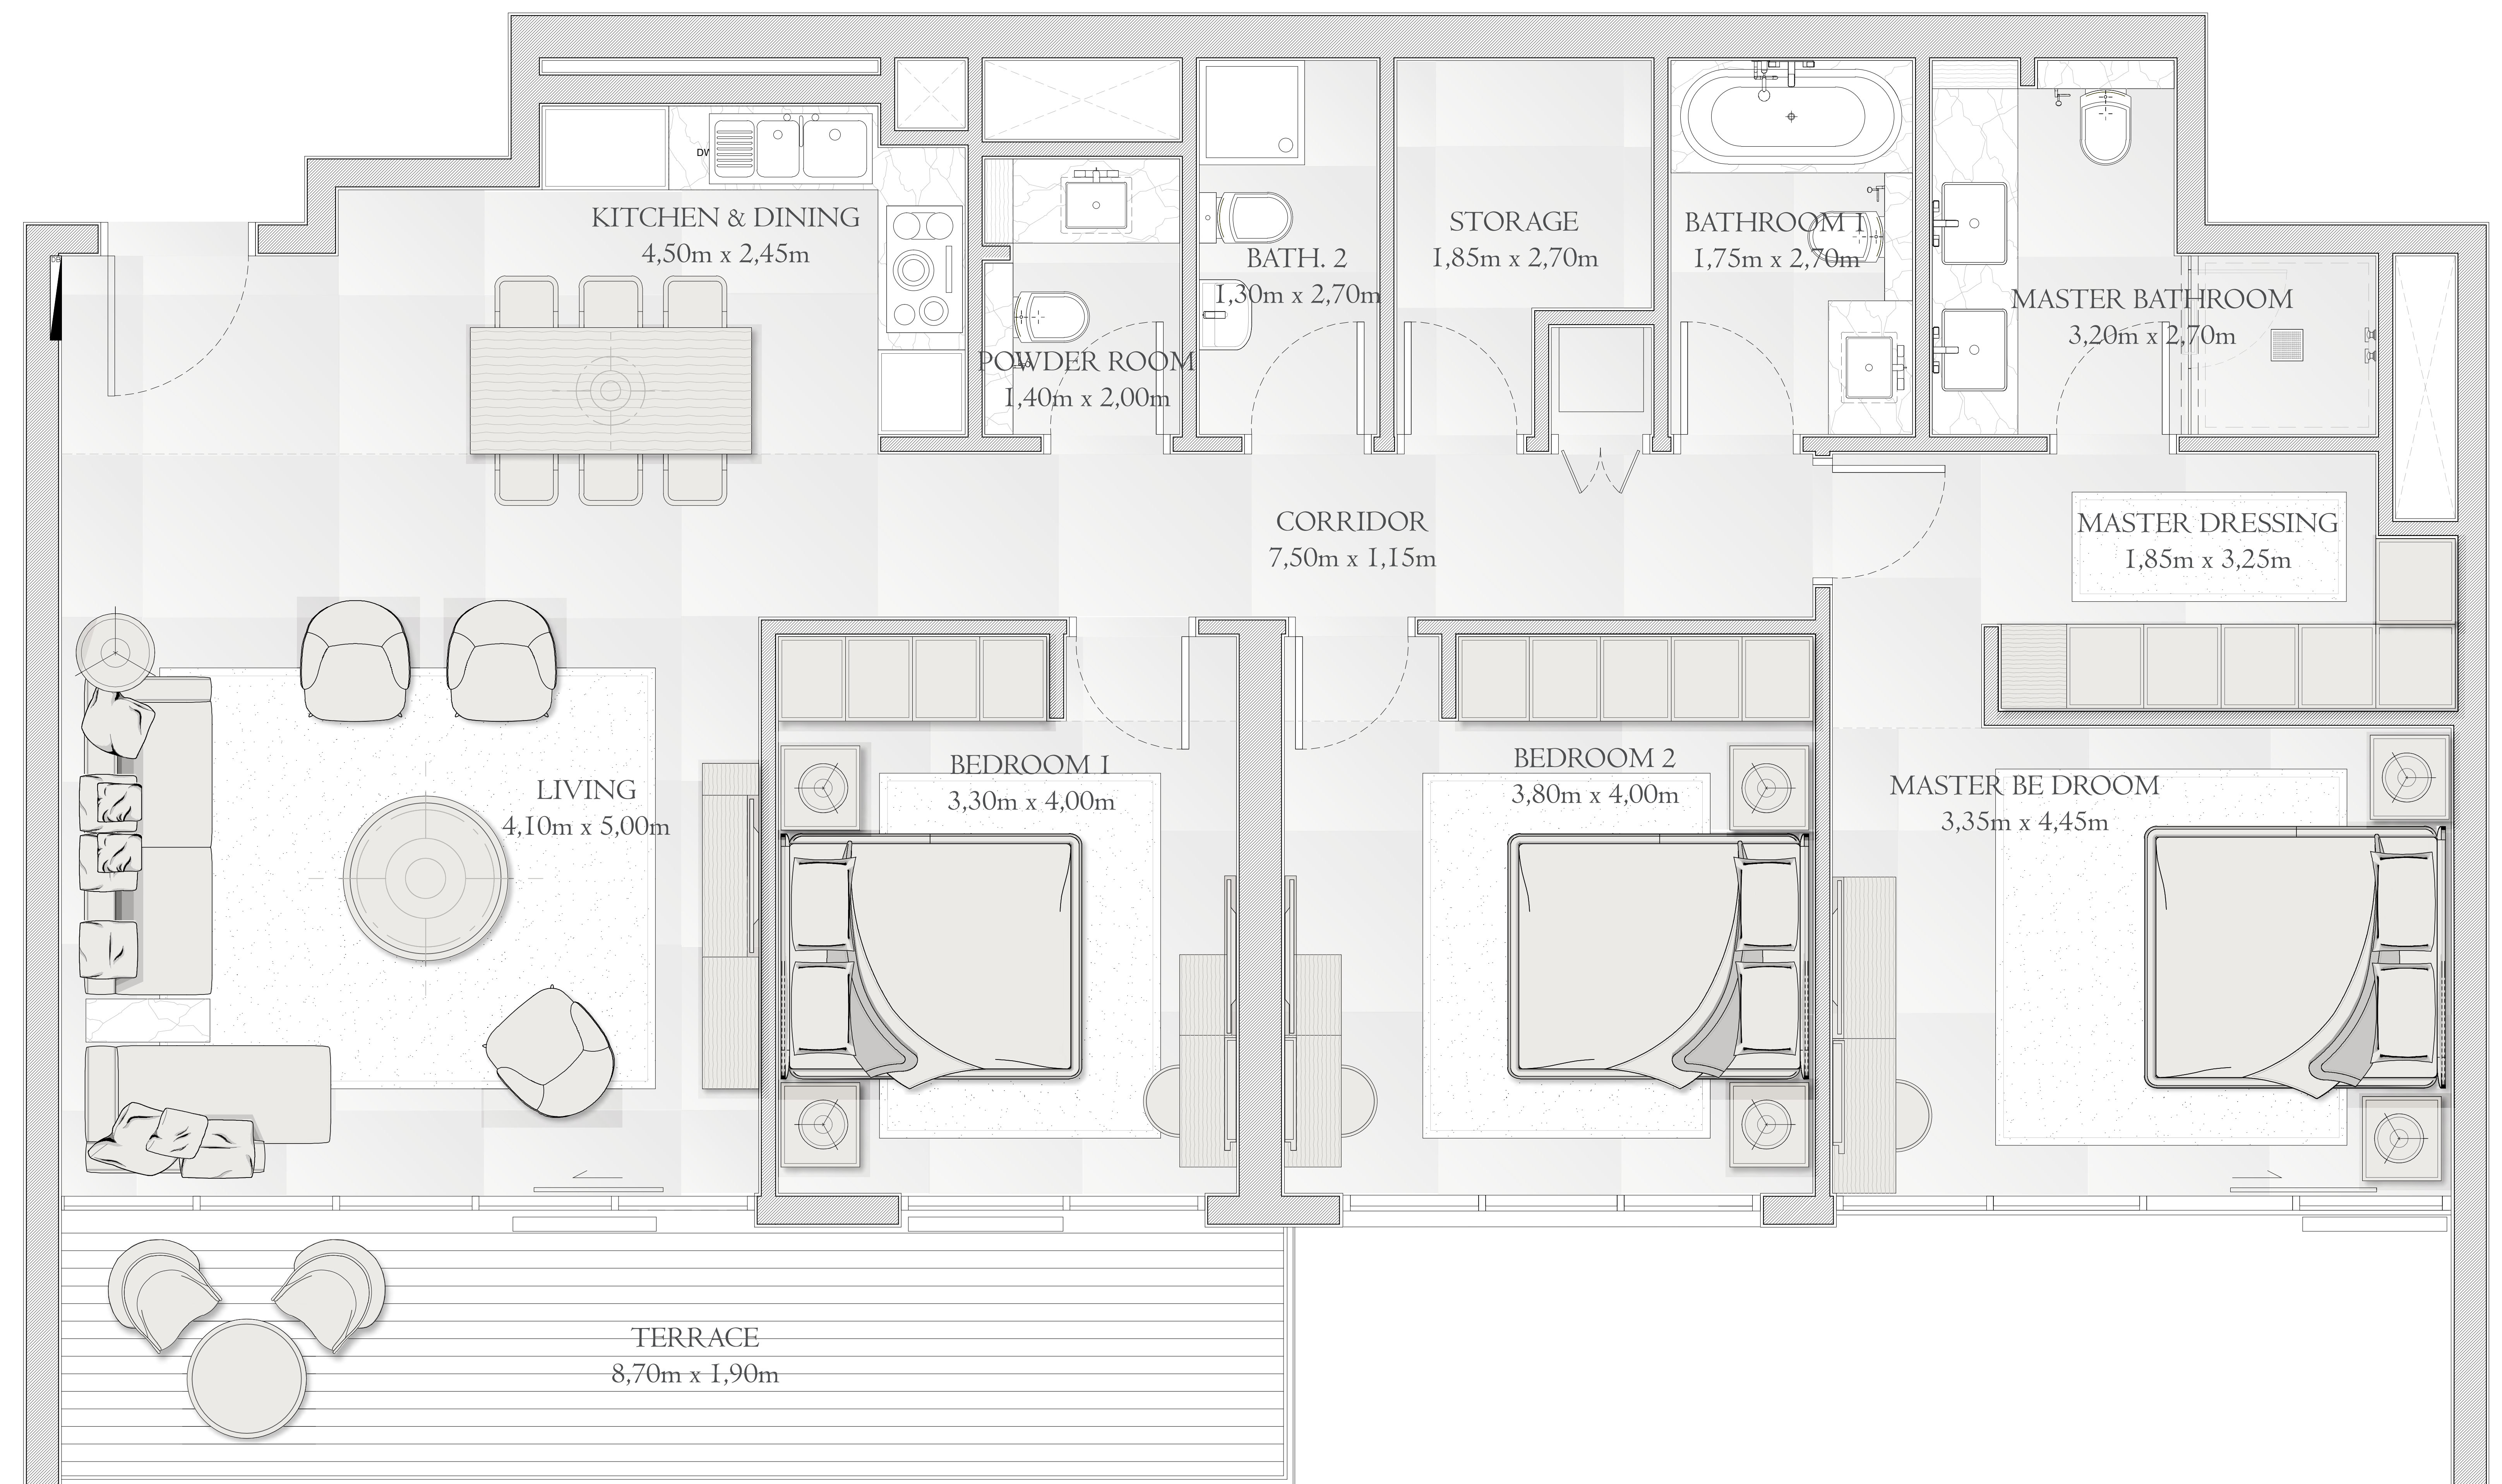 KITCHEN & DINING
4,50m x 2,45m
POWDER ROOM
1,40m x 2,00m
BATH. 2
1,30m x 2,70m
STORAGE
1,85m x 2,70m
BATHROOM 1
1,75m x 2,70m
MASTER BATHROOM
3,20m x 2,70m
CORRIDOR
7,50m x 1,15m
MASTER DRESSING
1,85m x 3,25m
LIVING
4,10m x 5,00m
BEDROOM 1
3,30m x 4,00m
BEDROOM 2
3,80m x 4,00m
MASTER BE DROOM
3,35m x 4,45m
TERRACE
8,70m x 1,90m